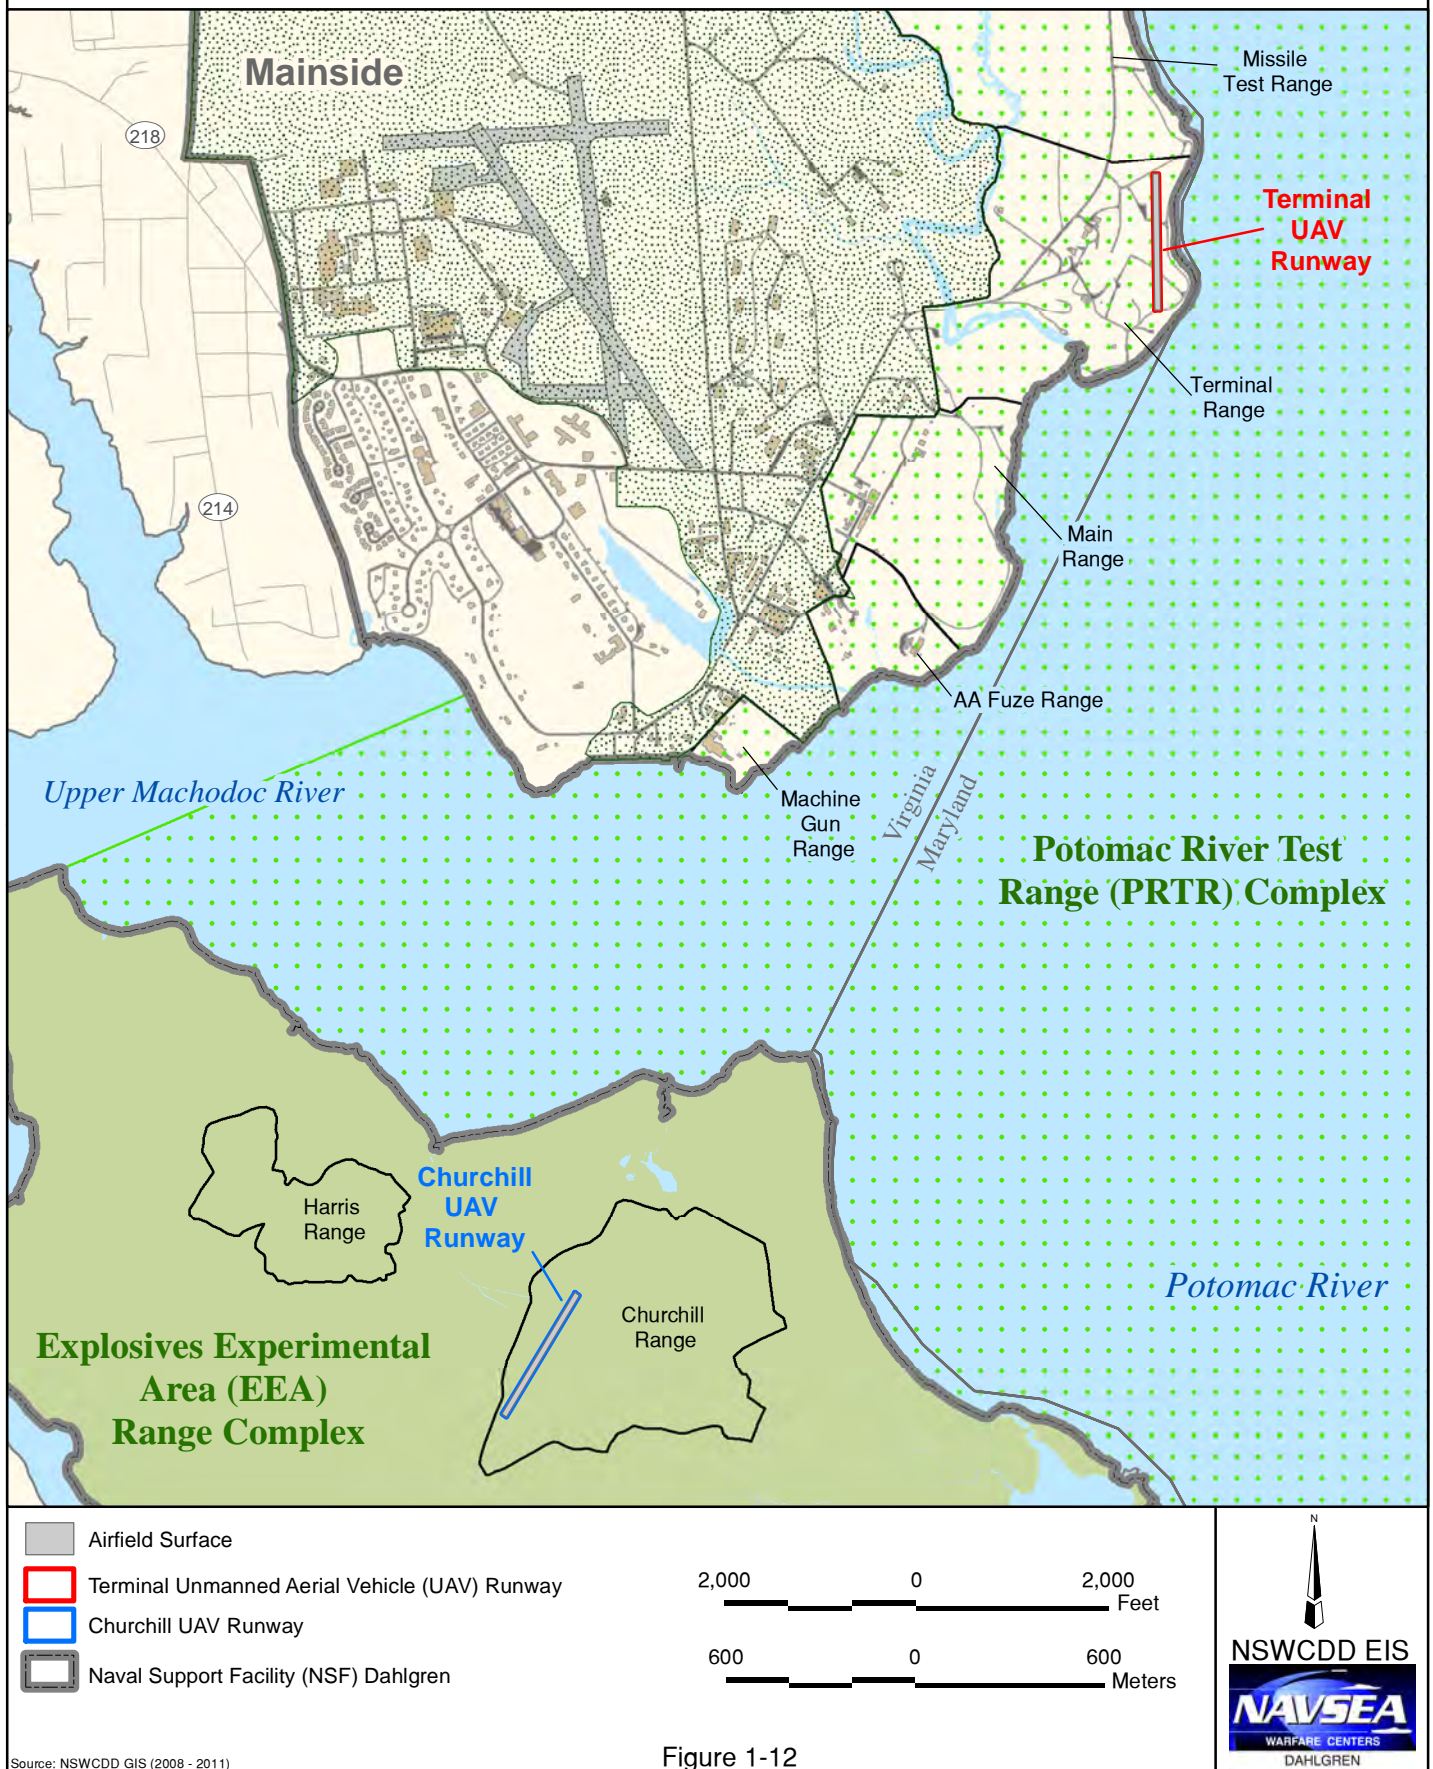 Mainside
218
Missile
Test Range
Terminal
UAV
Runway
Terminal
Range
214
Main
Range
AA Fuze Range
Upper Machodoc River
Machine
Gun
Range
Virginia
Maryland
Potomac River Test
Range (PRTR) Complex
Harris
Range
Churchill
UAV
Runway
Churchill
Range
Potomac River
Explosives Experimental
Area (EEA)
Range Complex
Airfield Surface
Terminal Unmanned Aerial Vehicle (UAV) Runway
Churchill UAV Runway
Naval Support Facility (NSF) Dahlgren
2,000 0 2,000
Feet
600 0 600
Meters
N
NSWCDD EIS
NAVSEA
WARFARE CENTERS
DAHLGREN
Source: NSWCDD GIS (2008 - 2011)
Figure 1-12